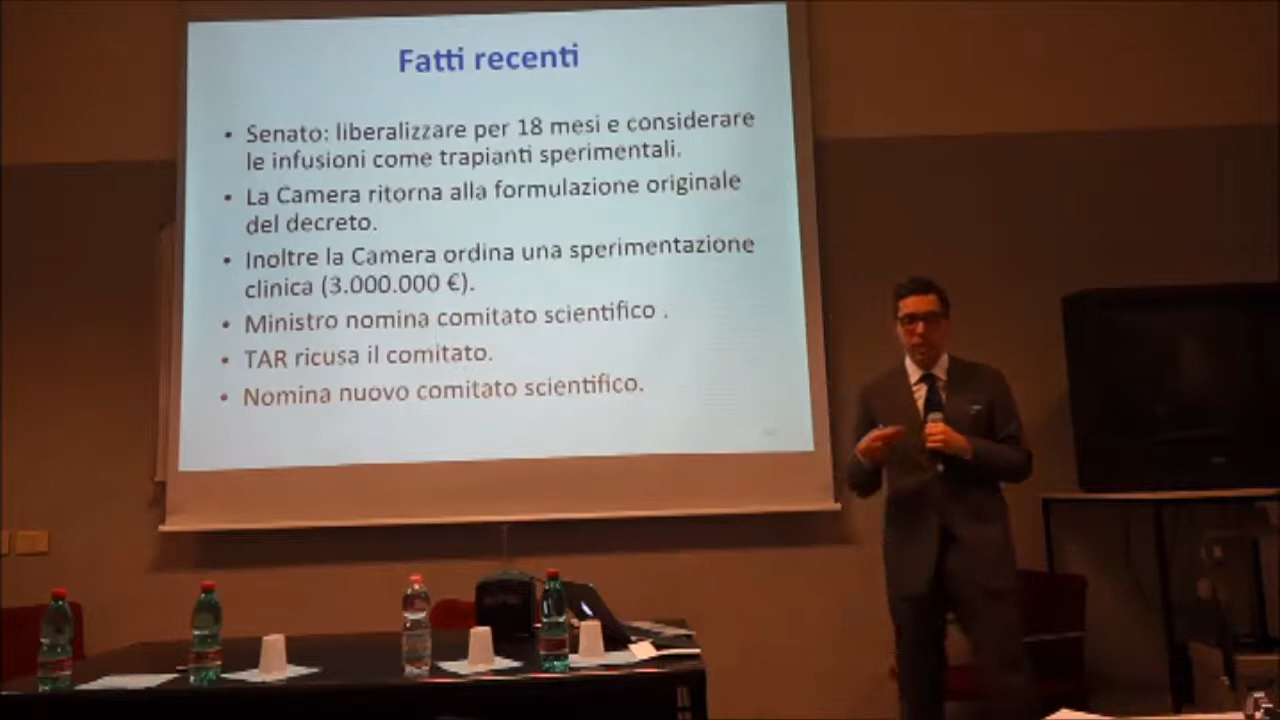 Fatti recenti
• Senato: liberalizzare per 18 mesi e considerare
le infusioni come trapianti sperimentali.
• La Camera ritorna alla formulazione originale
del decreto.
• Inoltre la Camera ordina una sperimentazione
clinica (3.000.000 €).
• Ministro nomina comitato scientifico .
• TAR ricusa il comitato.
• Nomina nuovo comitato scientifico.